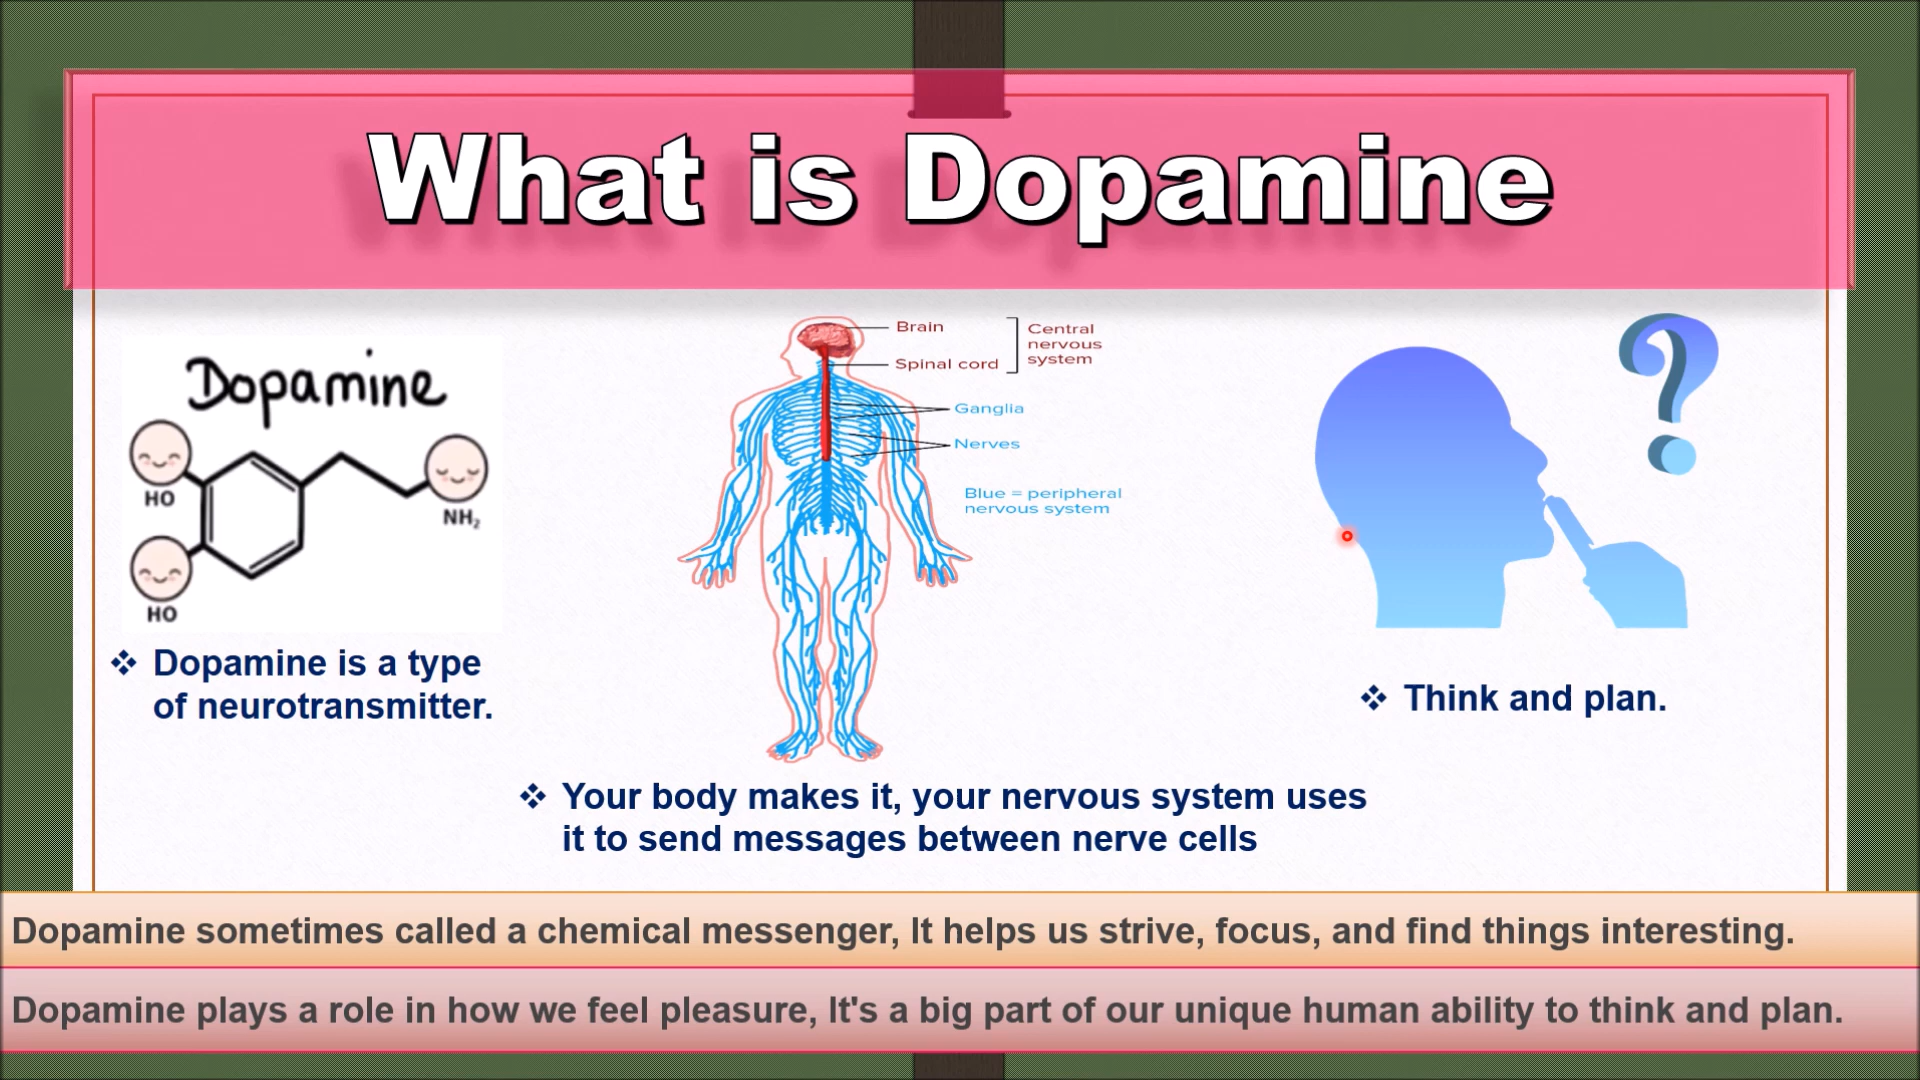 What is Dopamine
Dopamine
HO
NH₂
HO
❖ Dopamine is a type
of neurotransmitter.
Brain
Spinal cord
Central
nervous
system
Ganglia
Nerves
Blue = peripheral
nervous system
?
❖ Think and plan.
❖ Your body makes it, your nervous system uses
it to send messages between nerve cells
Dopamine sometimes called a chemical messenger, It helps us strive, focus, and find things interesting.
Dopamine plays a role in how we feel pleasure, It's a big part of our unique human ability to think and plan.